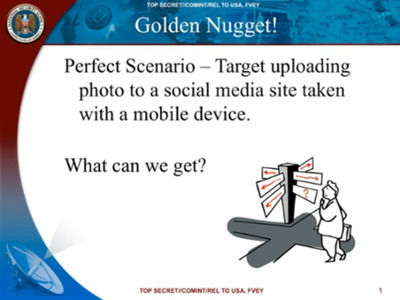 TOP SECRET//COMINT/REL TO USA, FVEY
Golden Nugget!
Perfect Scenario – Target uploading
photo to a social media site taken
with a mobile device.
What can we get?
?
TOP SECRET//COMINT/REL TO USA, FVEY
1